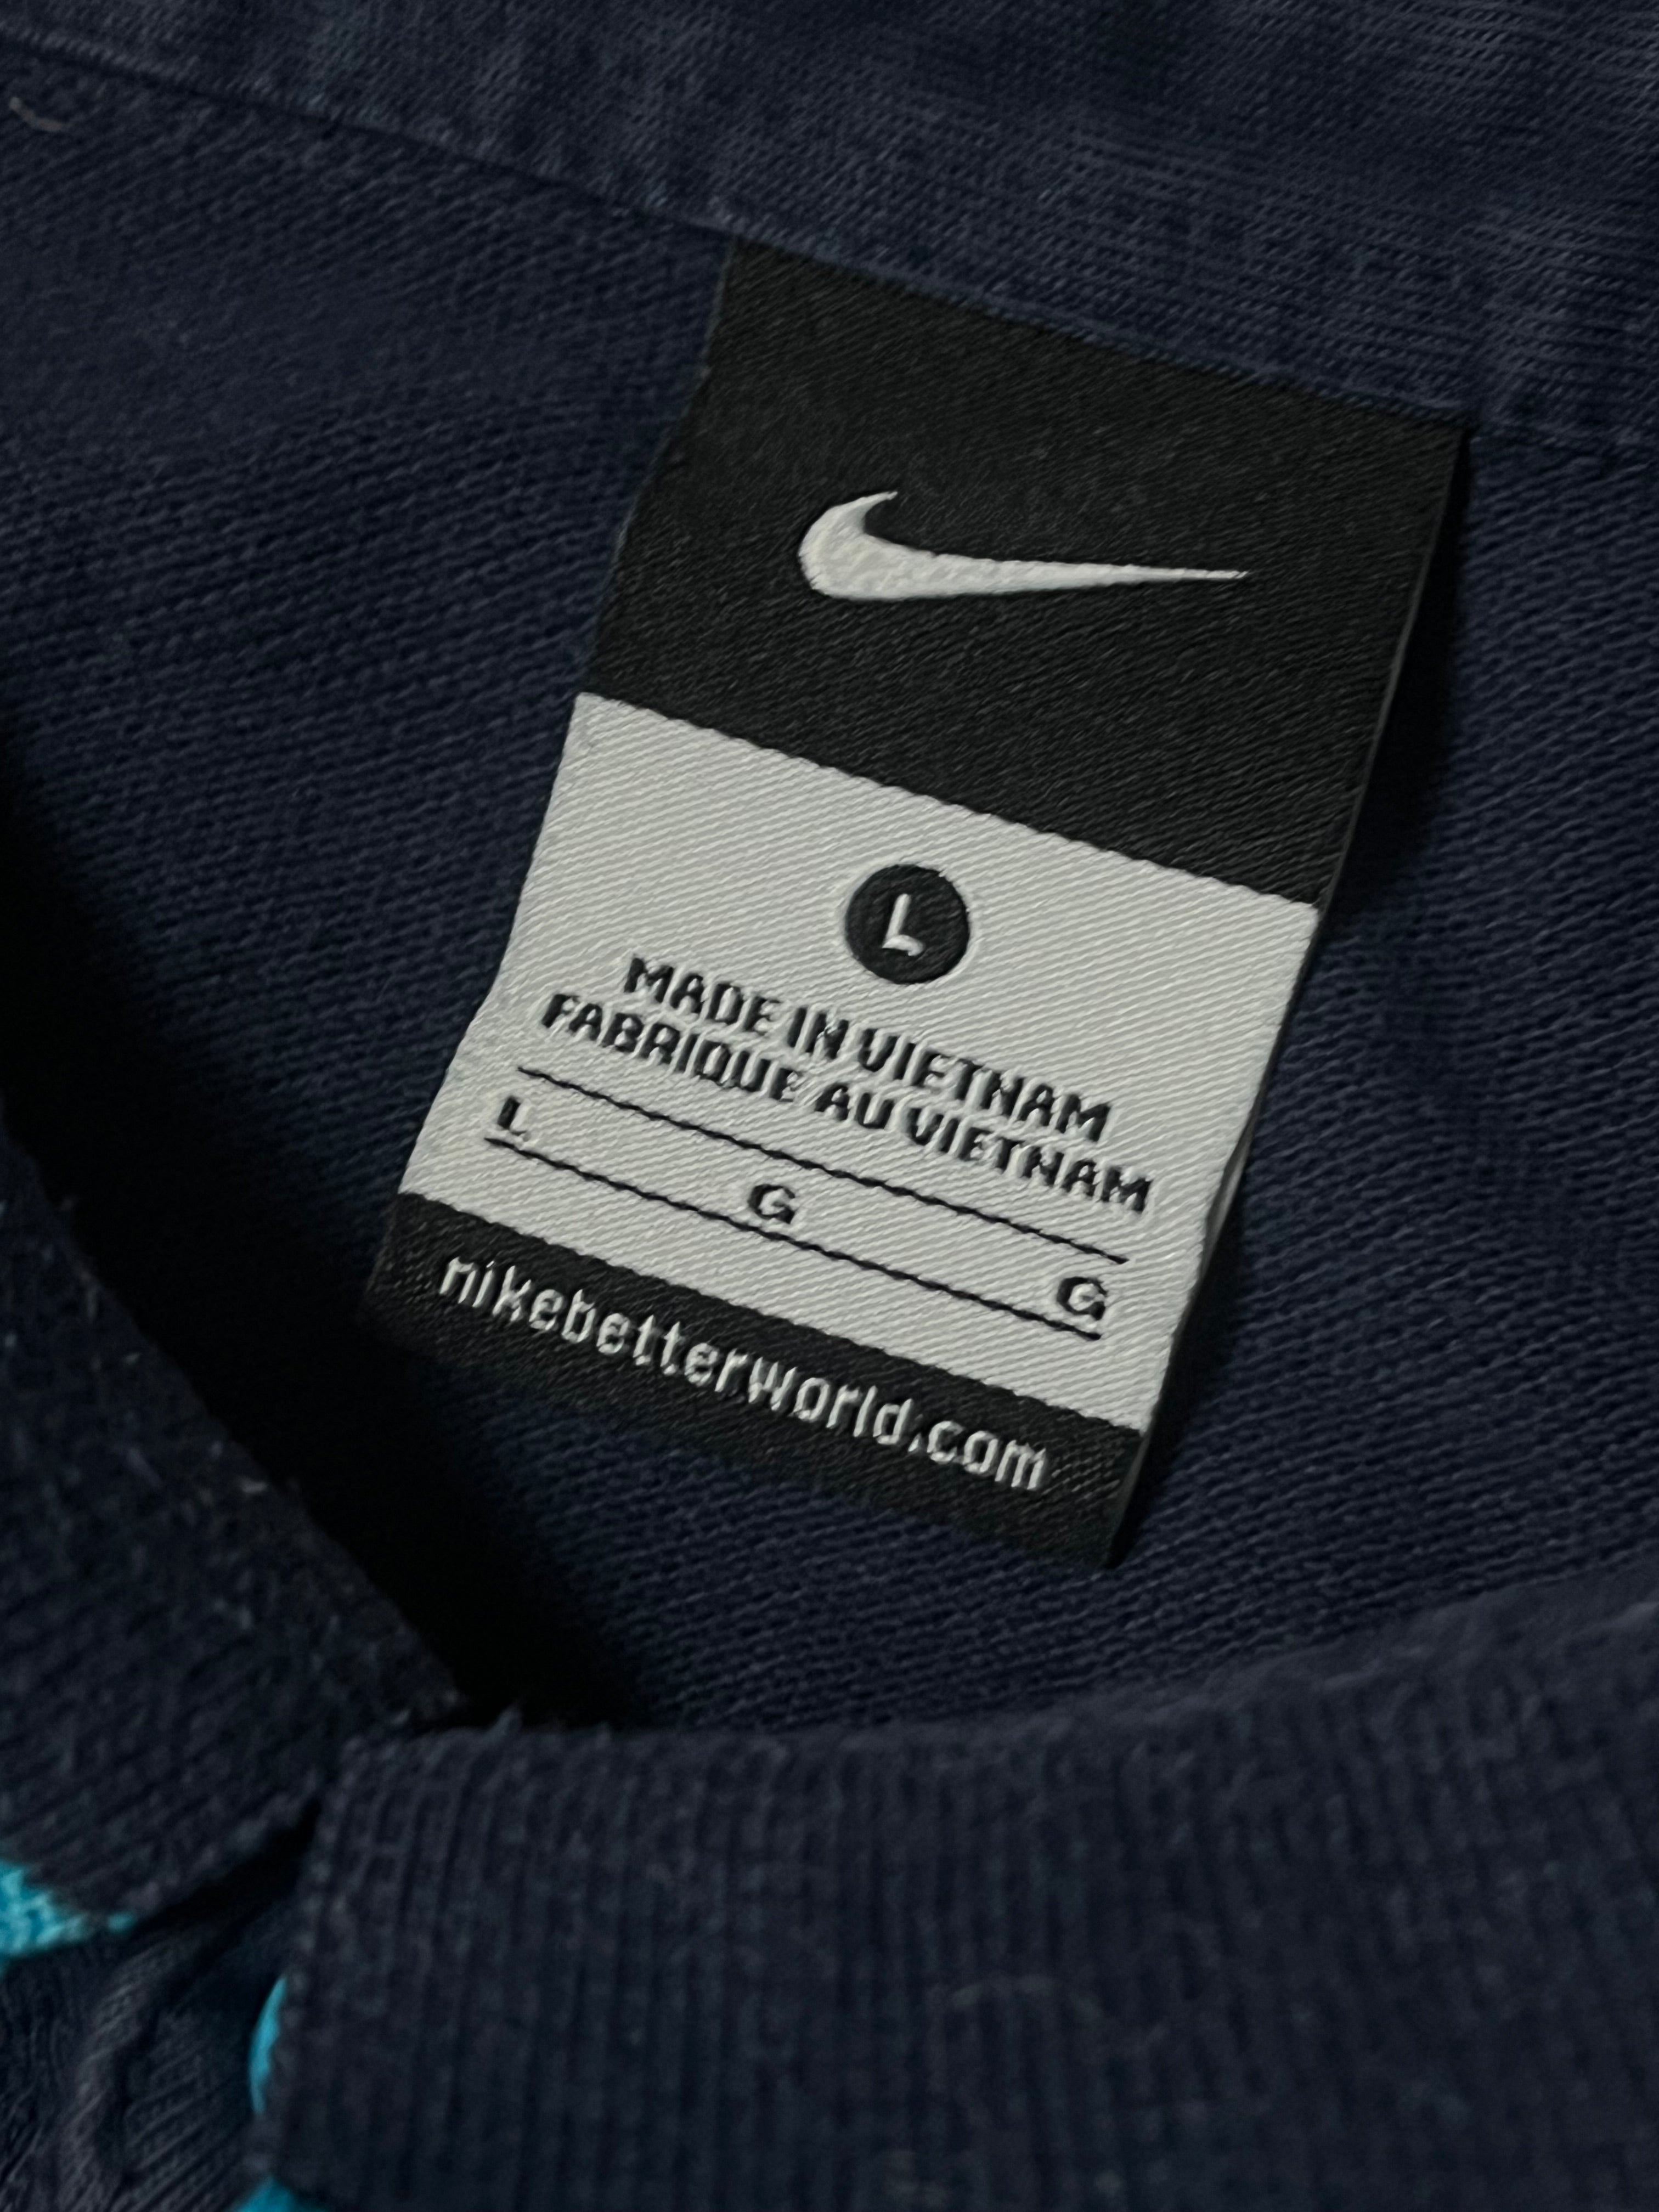 L
MADE IN VIETNAM
FABRIQUE AU VIETNAM
L G G
nikebetterworld.com